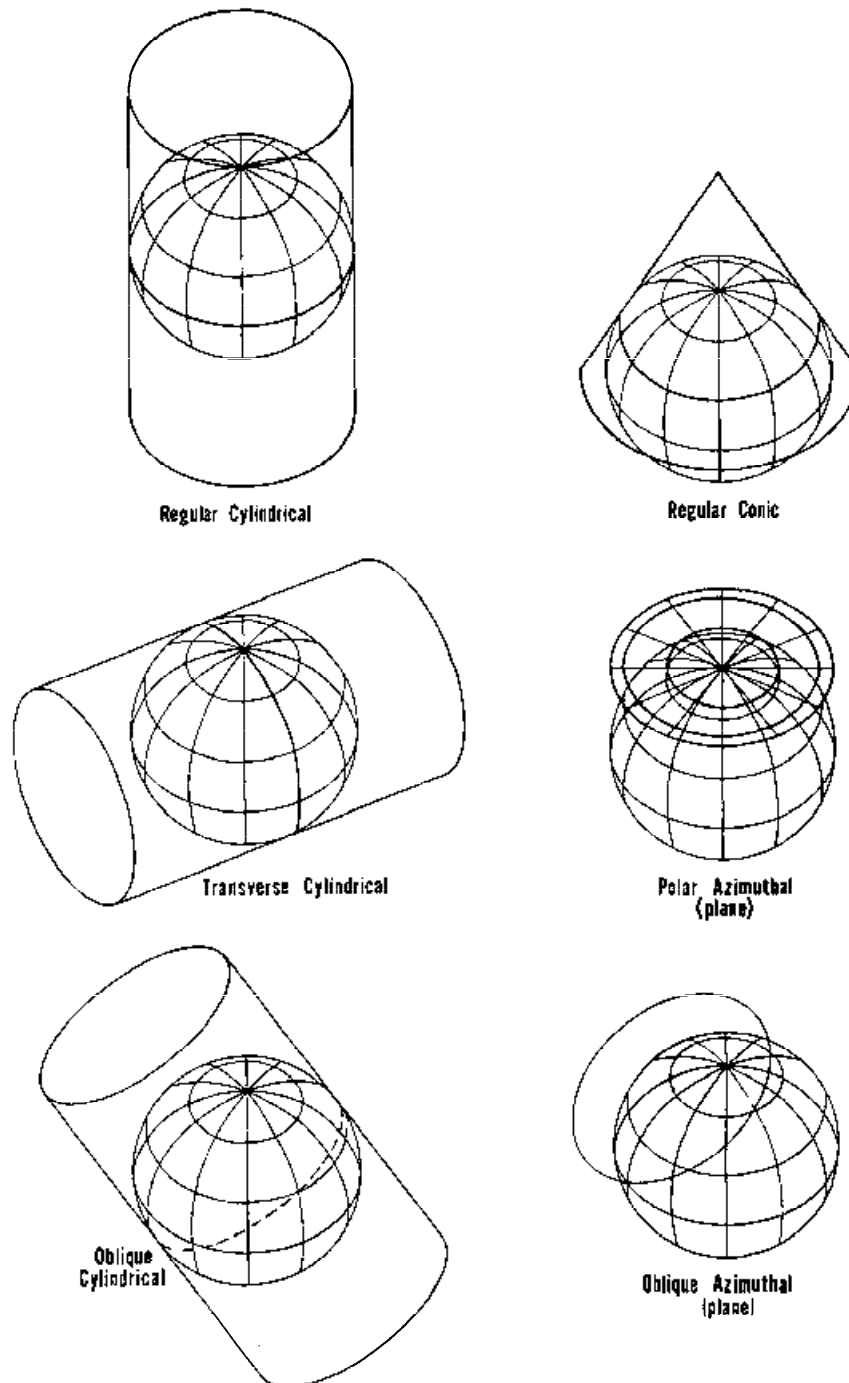 Regular Cylindrical
Regular Conic
Transverse Cylindrical
Polar Azimuthal
(plane)
Oblique
Cylindrical
Oblique Azimuthal
(plane)